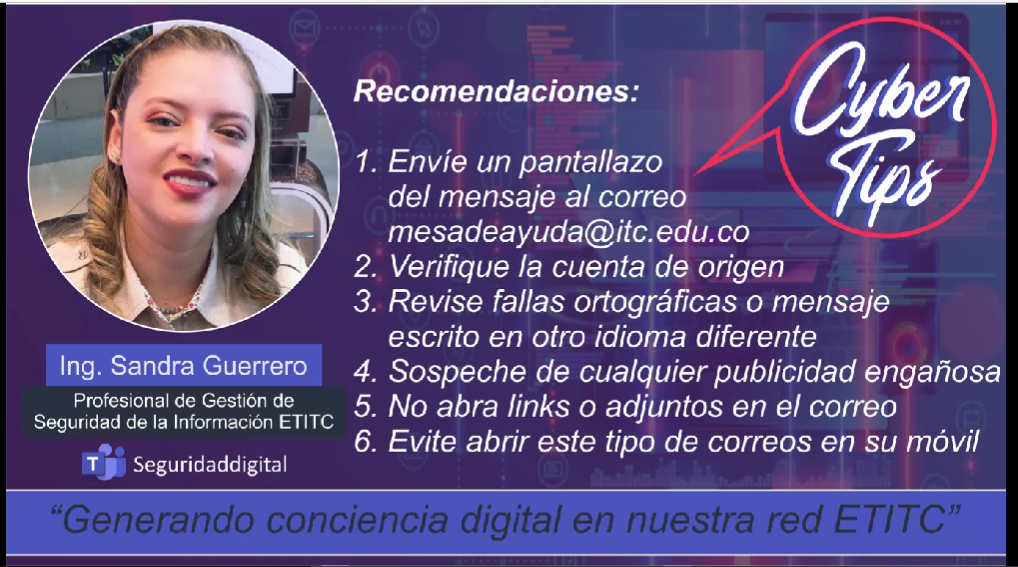 Cyber
Tips
Recomendaciones:
1. Envíe un pantallazo
del mensaje al correo
mesadeayuda@itc.edu.co
2. Verifique la cuenta de origen
3. Revise fallas ortográficas o mensaje
escrito en otro idioma diferente
4. Sospeche de cualquier publicidad engañosa
5. No abra links o adjuntos en el correo
6. Evite abrir este tipo de correos en su móvil
Ing. Sandra Guerrero
Profesional de Gestión de
Seguridad de la Información ETITC
T Seguridaddigital
“Generando conciencia digital en nuestra red ETITC”